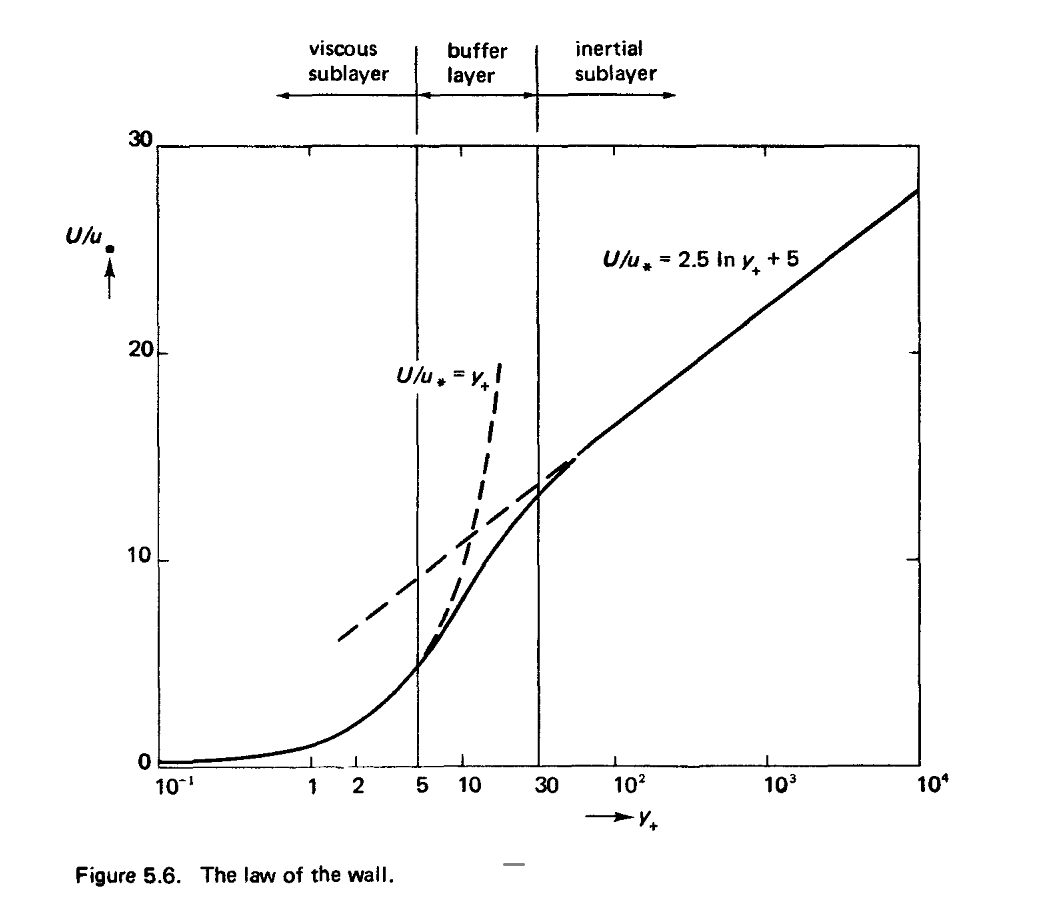 viscous
sublayer
buffer
layer
inertial
sublayer
30
U/u*
U/u* = 2.5 ln y+ + 5
20
U/u* = y+
10
0
10⁻¹
1
2
5
10
30
10²
10³
10⁴
y+
Figure 5.6. The law of the wall.